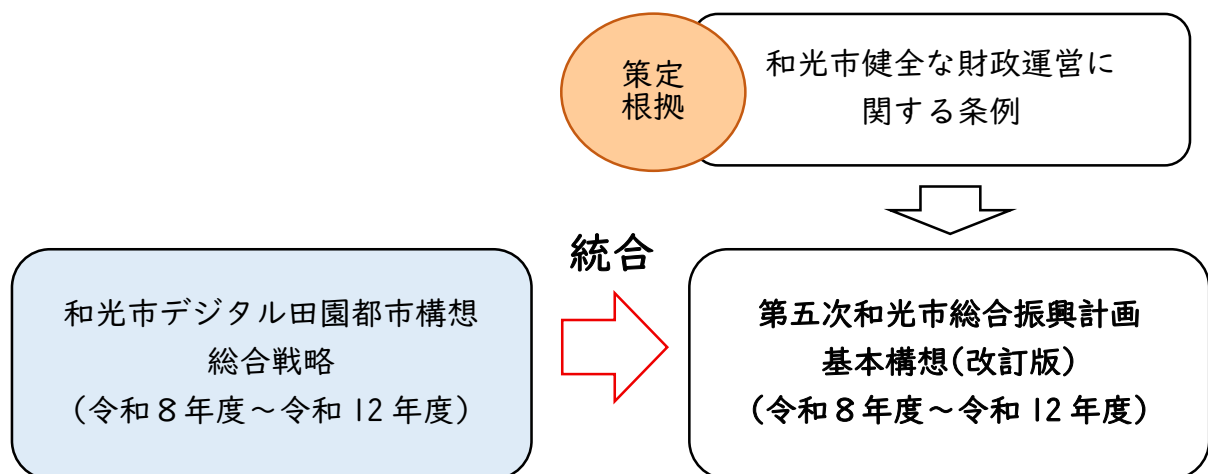 策定
根拠
和光市健全な財政運営に
関する条例
統合
和光市デジタル田園都市構想
総合戦略
（令和８年度～令和 12 年度）
第五次和光市総合振興計画
基本構想(改訂版)
（令和８年度～令和 12 年度）